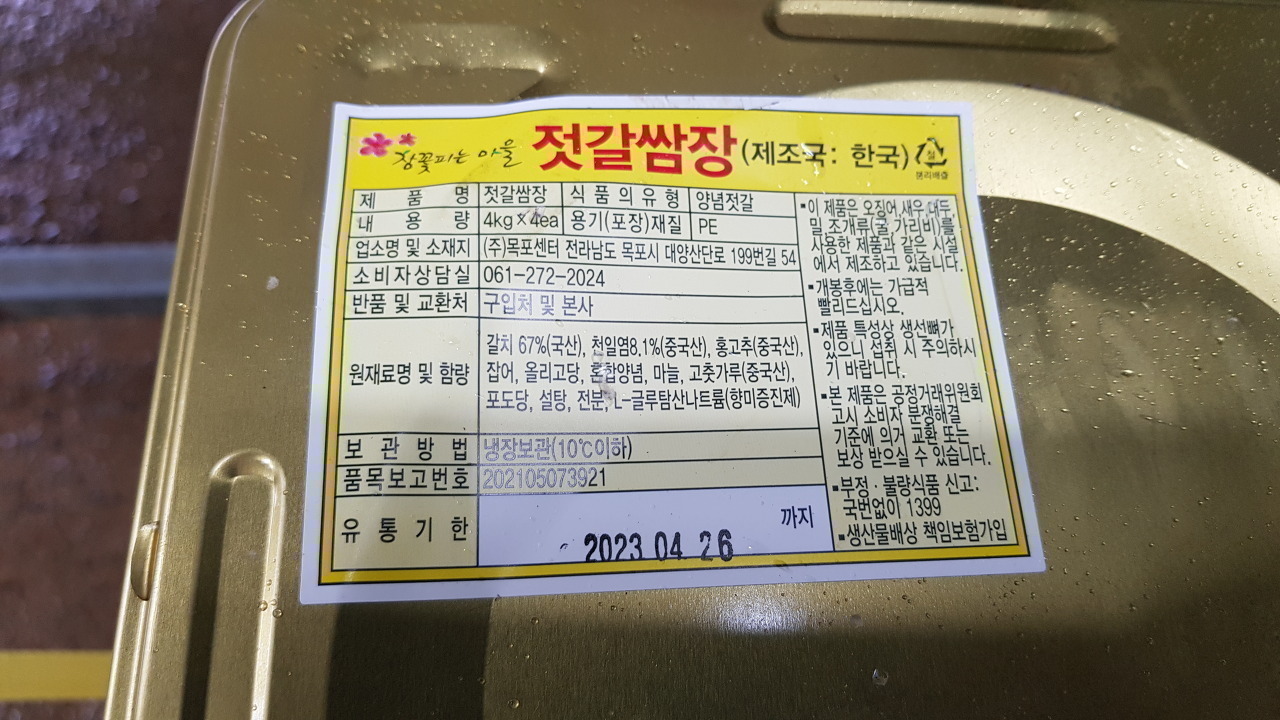 장꽃피는 마을 젓갈쌈장 (제조국: 한국) 철
분리배출
제 품 명 젓갈쌈장 식품의유형 양념젓갈
내 용 량 4kg×4ea 용기(포장)재질 PE
업소명 및 소재지 (주)목포센터 전라남도 목포시 대양산단로 199번길 54
소비자상담실 061-272-2024
반품 및 교환처 구입처 및 본사
원재료명 및 함량
갈치 67%(국산), 천일염8.1%(중국산), 홍고추(중국산),
잡어, 올리고당, 혼합양념, 마늘, 고춧가루(중국산),
포도당, 설탕, 전분, L-글루탐산나트륨(향미증진제)
보 관 방 법 냉장보관(10℃이하)
품목보고번호 202105073921
유 통 기 한 까지
2023 04 26
▪이 제품은 오징어,새우,대두,
밀,조개류(굴,가리비)를
사용한 제품과 같은 시설
에서 제조하고 있습니다.
▪개봉후에는 가급적
빨리드십시오.
▪제품 특성상 생선뼈가
있으니 섭취 시 주의하시
기 바랍니다.
▪본 제품은 공정거래위원회
고시 소비자 분쟁해결
기준에 의거 교환 또는
보상 받으실 수 있습니다.
▪부정·불량식품 신고:
국번없이 1399
▪생산물배상 책임보험가입